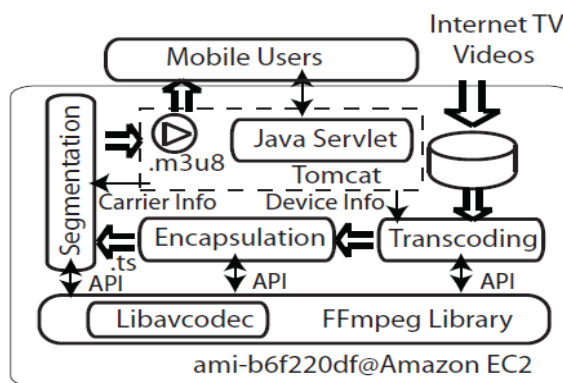 Internet TV
Videos
Mobile Users
Segmentation
.m3u8
Java Servlet
Tomcat
Carrier Info
Device Info
Encapsulation
Transcoding
.ts
API
API
API
Libavcodec
FFmpeg Library
ami-b6f220df@Amazon EC2